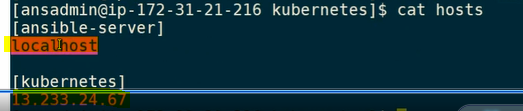 [ansadmin@ip-172-31-21-216 kubernetes]$ cat hosts
[ansible-server]
localhost
[kubernetes]
13.233.24.67